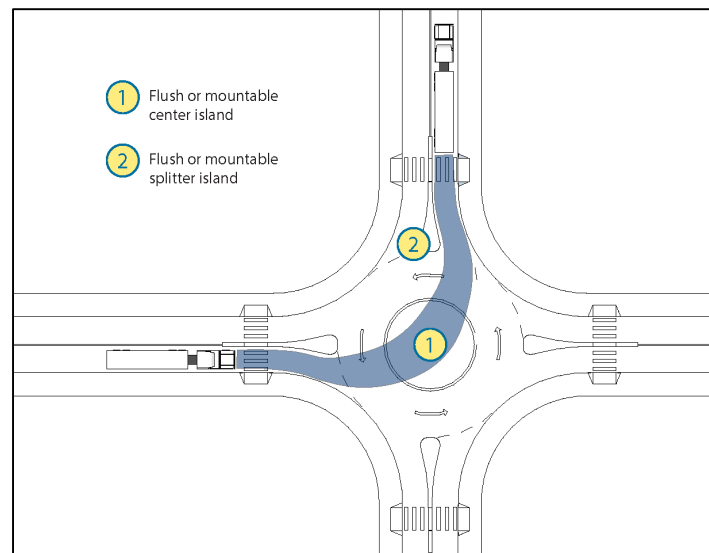 1 Flush or mountable
center island
2 Flush or mountable
splitter island
2
1